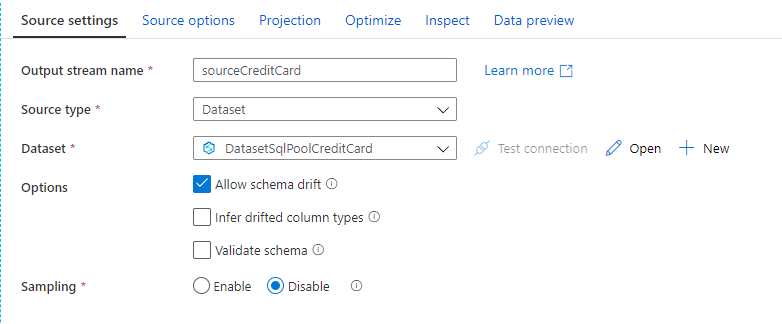 Source settings Source options Projection Optimize Inspect Data preview
Output stream name * sourceCreditCard Learn more
Source type * Dataset
Dataset * DatasetSqlPoolCreditCard Test connection Open New
Options Allow schema drift
Infer drifted column types
Validate schema
Sampling * Enable Disable